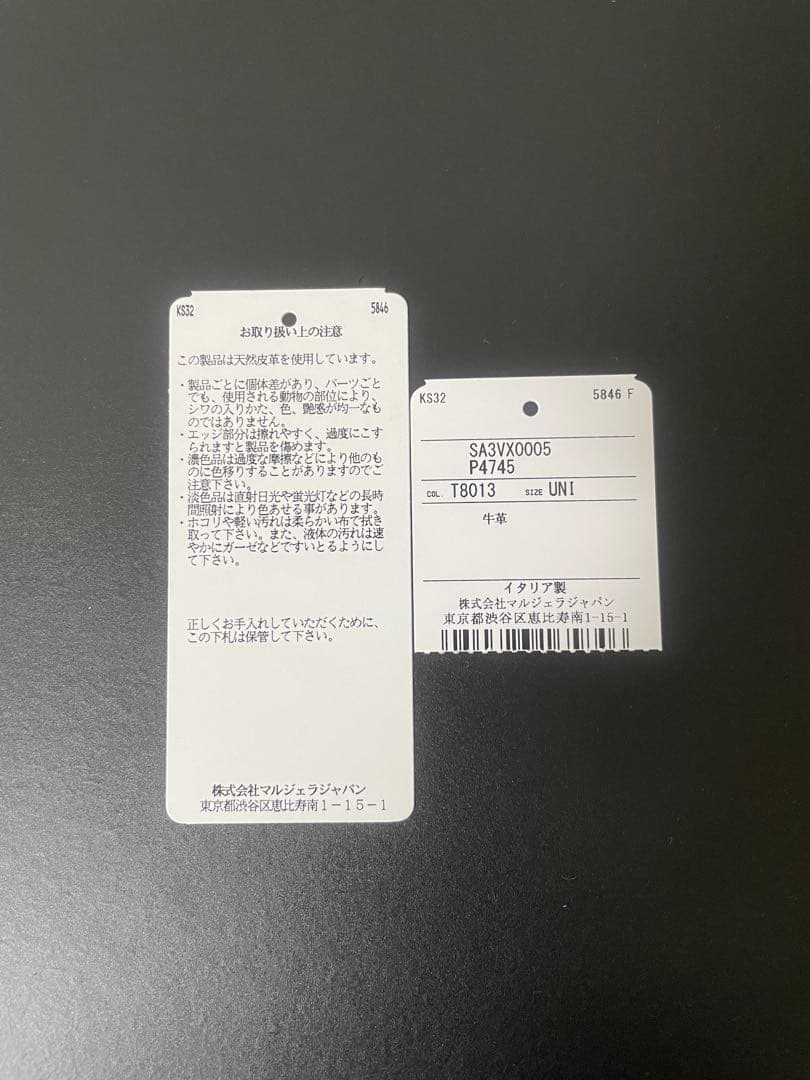 KS32 5846
お取り扱い上の注意
この製品は天然皮革を使用しています。
・製品ごとに個体差があり、パーツごと
でも、使用される動物の部位により、
シワの入りかた、色、艶感が均一なも
のではありません。
・エッジ部分は擦れやすく、過度にこす
られますと製品を傷めます。
・濃色品は過度な摩擦などにより他のも
のに色移りすることがありますのでご
注意下さい。
・淡色品は直射日光や蛍光灯などの長時
間照射により色あせる事があります。
・ホコリや軽い汚れは柔らかい布で拭き
取って下さい。また、液体の汚れは速
やかにガーゼなどですいとるようにし
て下さい。
正しくお手入れしていただくために、
この下札は保管して下さい。
株式会社マルジェラジャパン
東京都渋谷区恵比寿南1-15-1
KS32 5846 F
SA3VX0005
P4745
COL. T8013 SIZE UNI
牛革
イタリア製
株式会社マルジェラジャパン
東京都渋谷区恵比寿南1-15-1